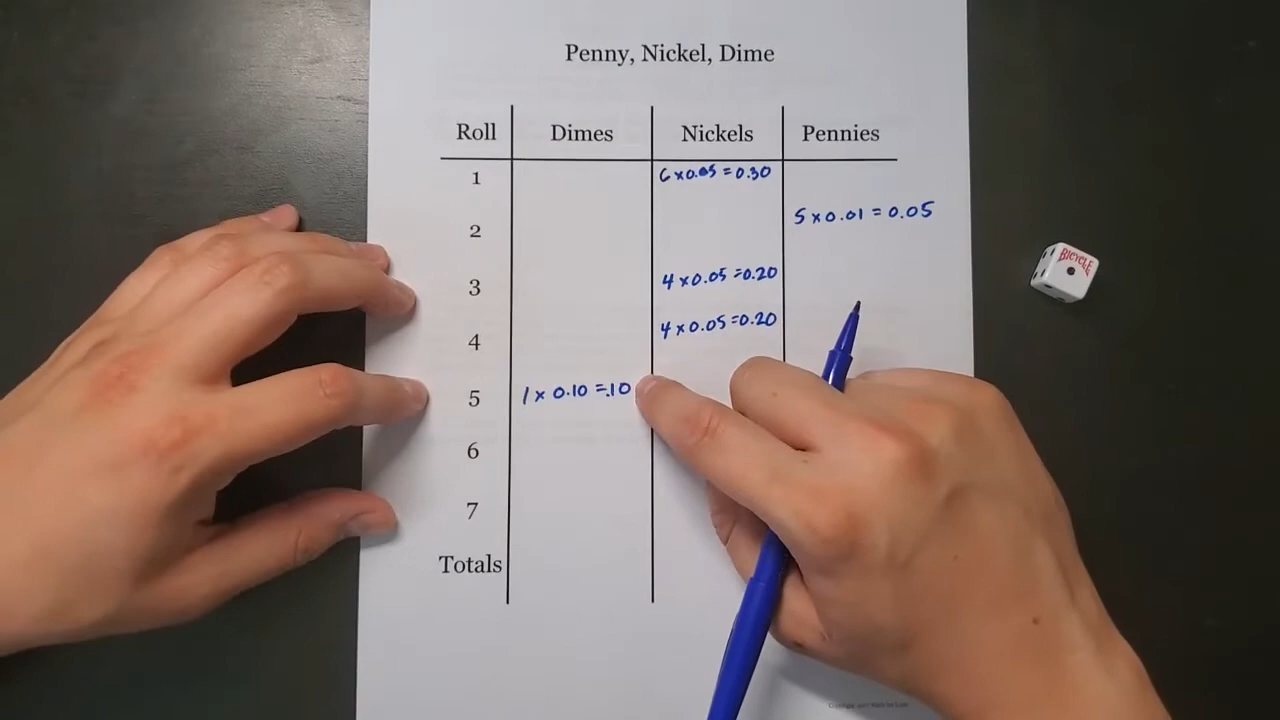 Penny, Nickel, Dime
Roll Dimes Nickels Pennies
1 6 x 0.05 = 0.30
2 5 x 0.01 = 0.05
3 4 x 0.05 = 0.20
4 4 x 0.05 = 0.20
5 1 x 0.10 = .10
6
7
Totals
BICYCLE